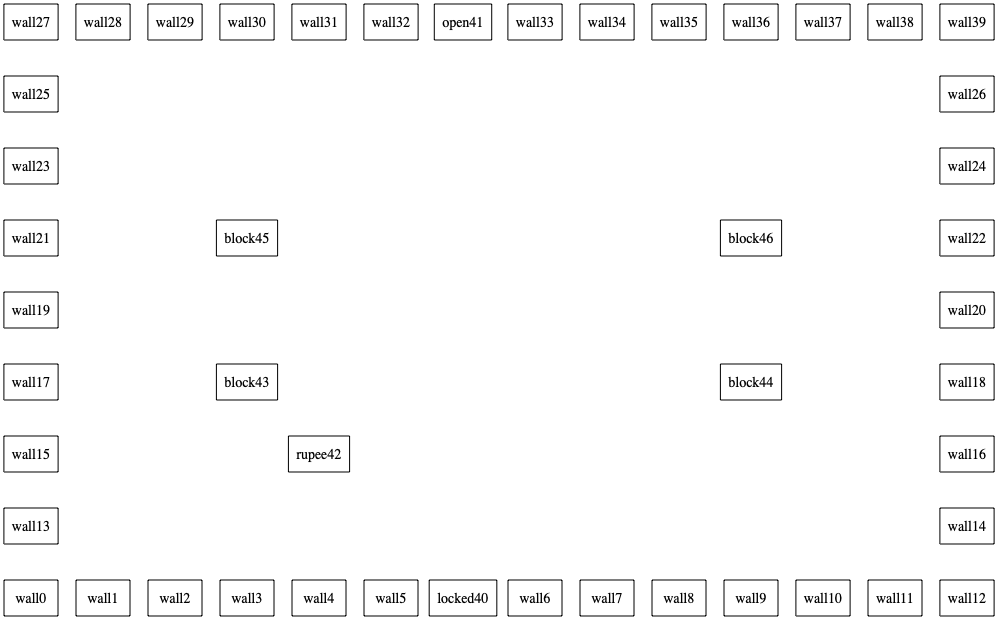 wall27 wall28 wall29 wall30 wall31 wall32 open41 wall33 wall34 wall35 wall36 wall37 wall38 wall39
wall25 wall26
wall23 wall24
wall21 block45 block46 wall22
wall19 wall20
wall17 block43 block44 wall18
wall15 rupee42 wall16
wall13 wall14
wall0 wall1 wall2 wall3 wall4 wall5 locked40 wall6 wall7 wall8 wall9 wall10 wall11 wall12